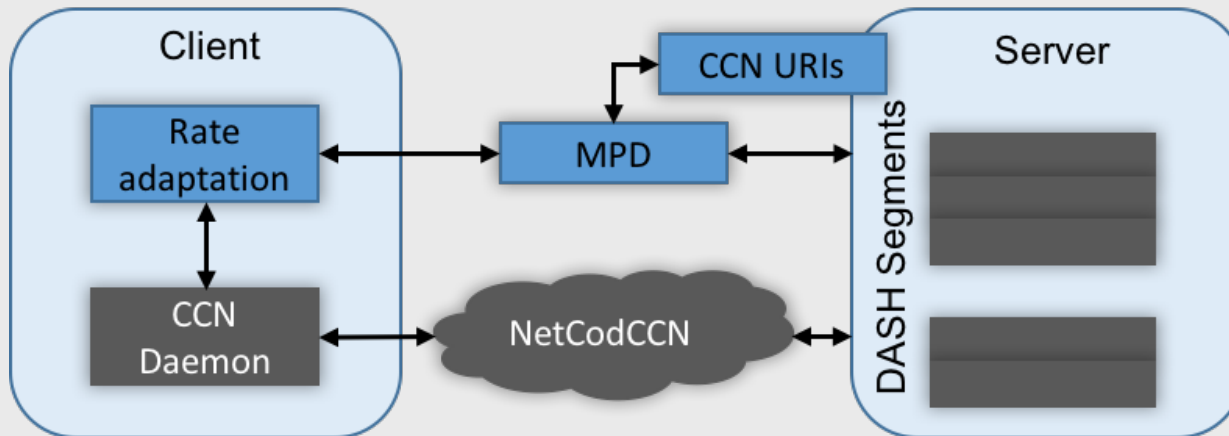 Client
Rate
adaptation
CCN
Daemon
CCN URIs
MPD
NetCodCCN
Server
DASH Segments